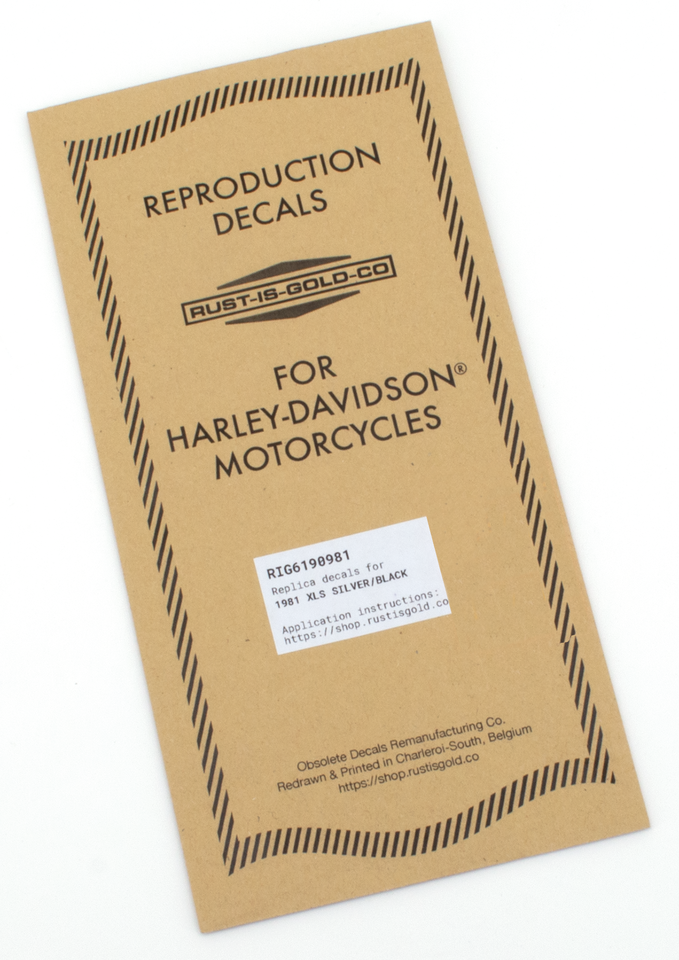 REPRODUCTION
DECALS
RUST-IS-GOLD-CO
FOR
HARLEY-DAVIDSON®
MOTORCYCLES
RIG6190981
Replica decals for
1981 XLS SILVER/BLACK
Application instructions:
https://shop.rustisgold.co
Obsolete Decals Remanufacturing Co.
Redrawn & Printed in Charleroi-South, Belgium
https://shop.rustisgold.co